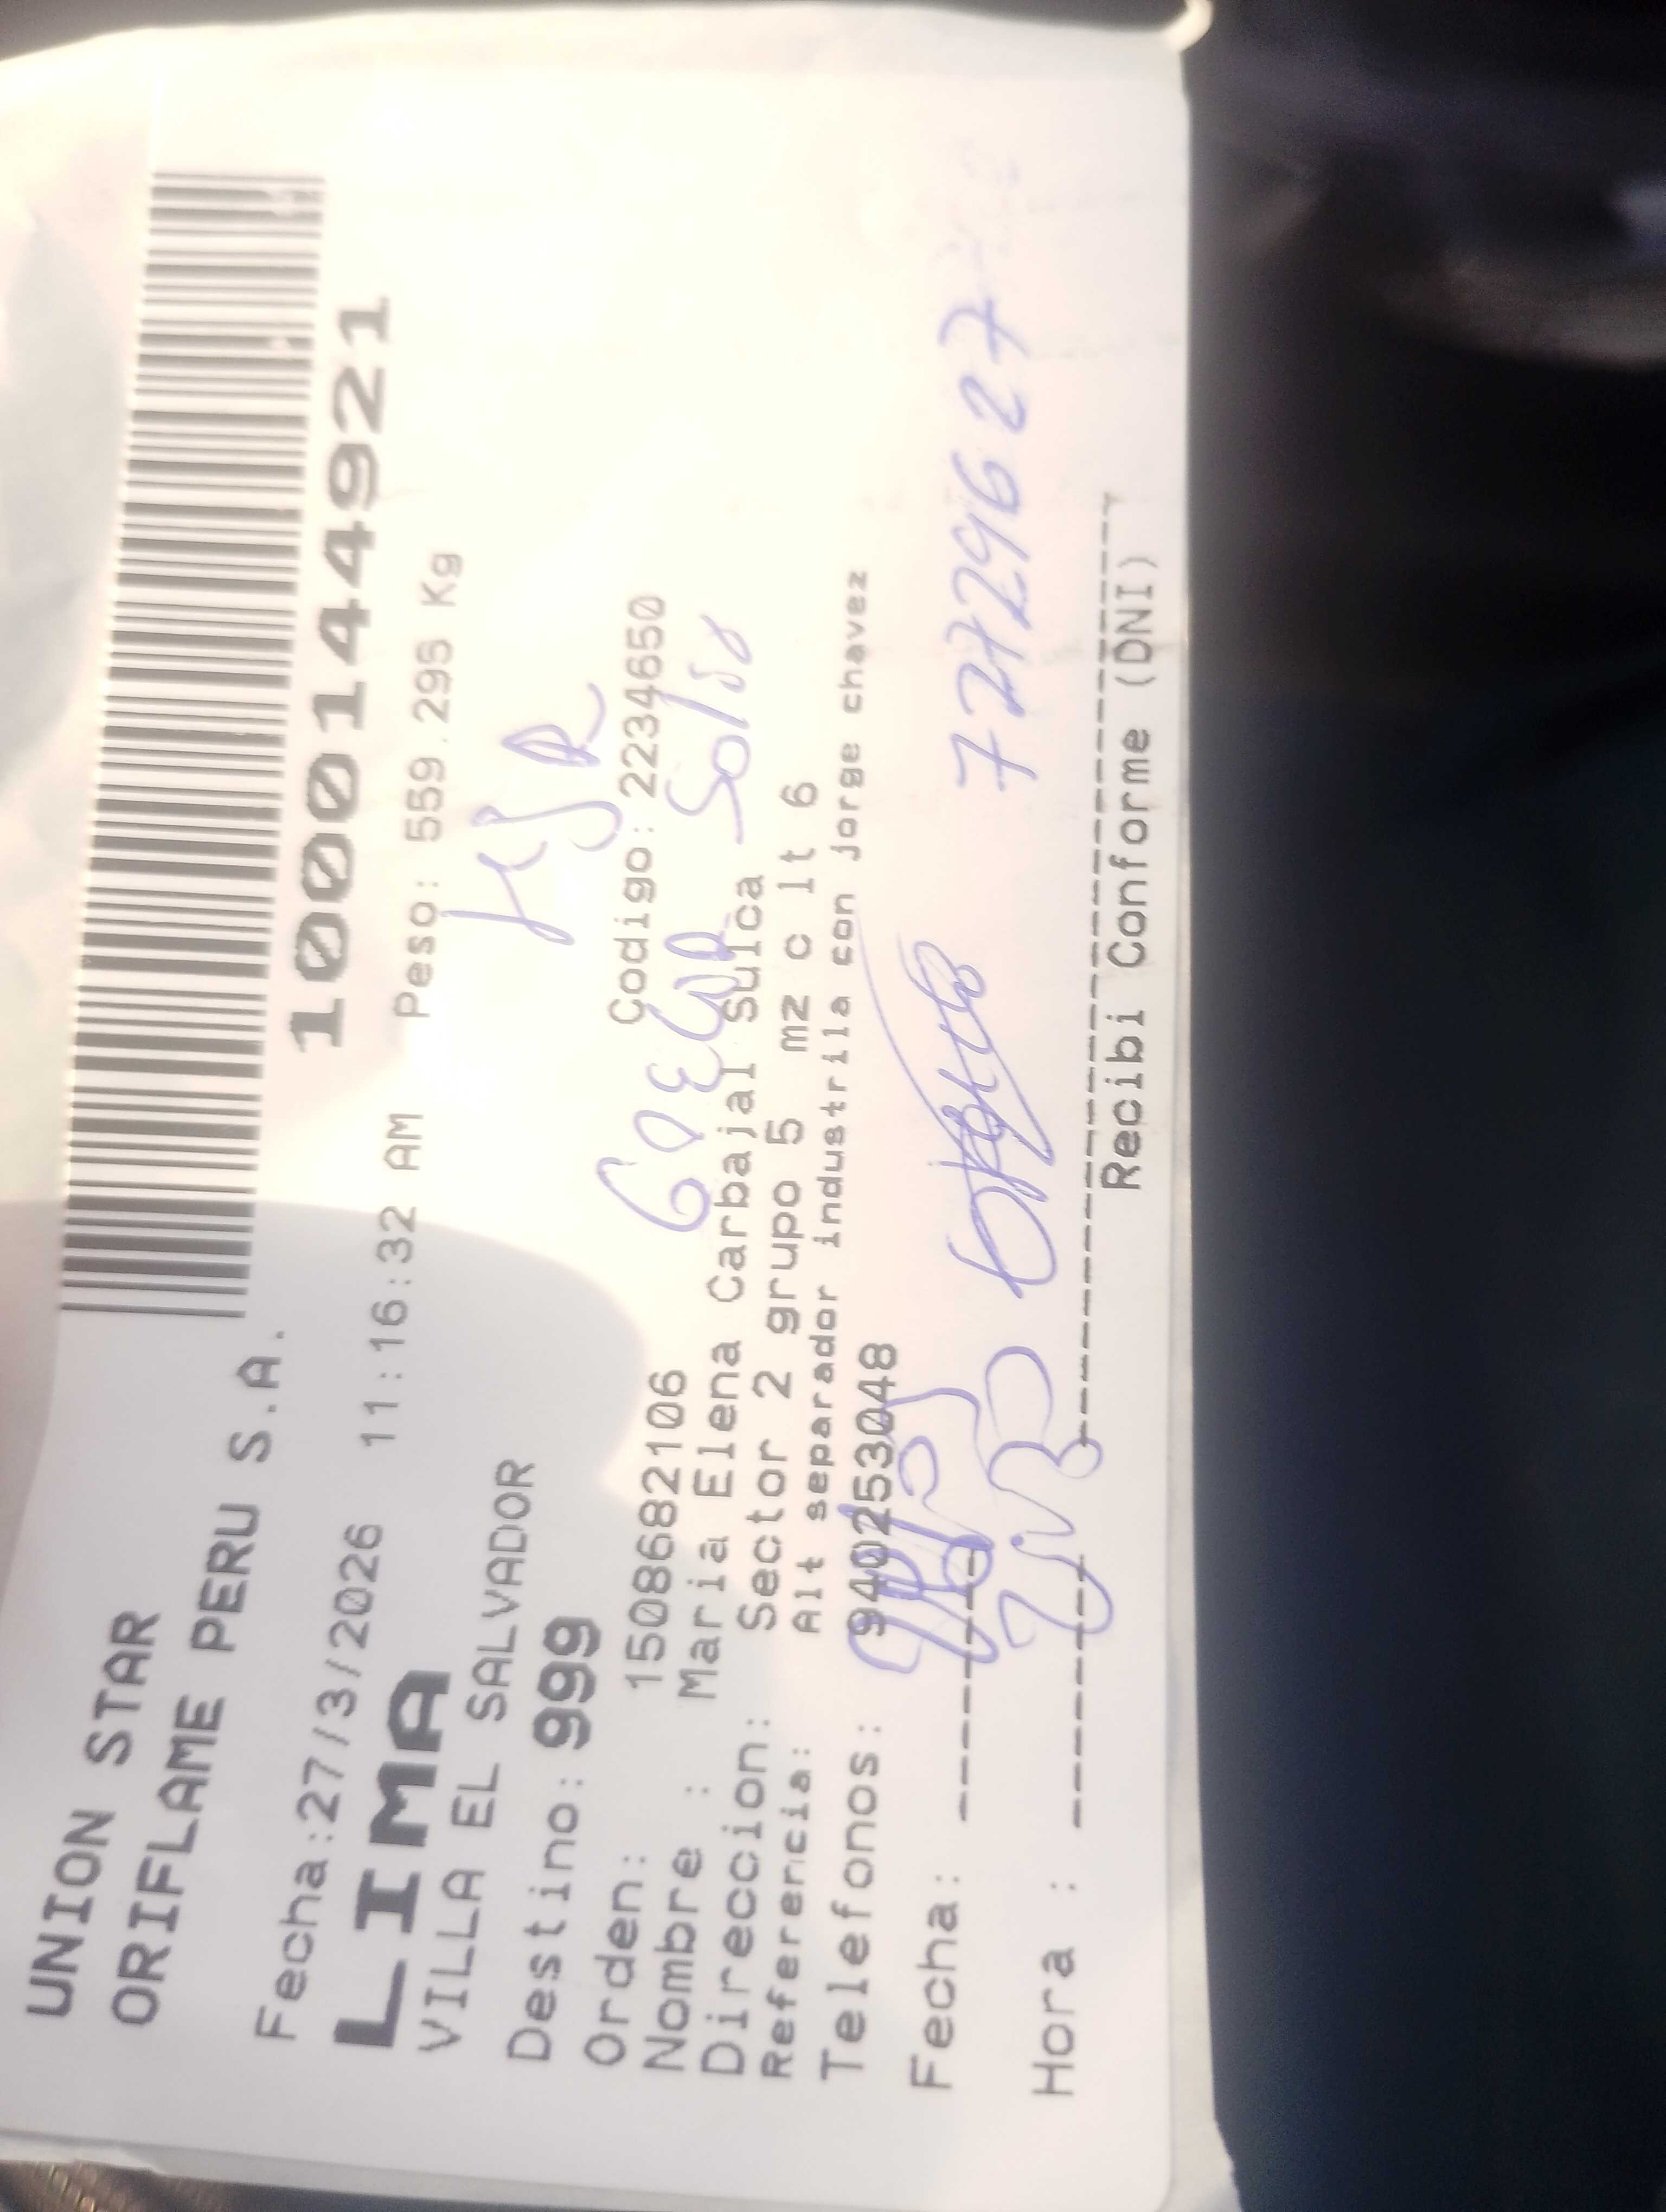 UNION STAR
ORIFLAME PERU S.A.
1000144921
Fecha:27/3/2026 11:16:32 AM Peso: 559.295 Kg
LIMA
VILLA EL SALVADOR
Destino: 999
Orden: 1508682106 Codigo: 2234650
Nombre : Maria Elena Carbajal Sulca
Direccion: Sector 2 grupo 5 mz c lt 6
Referencia: Alt separador industrila con jorge chavez
Telefonos: 940253048
Fecha: ------
72729627
Hora : ------
Recibi Conforme (DNI)